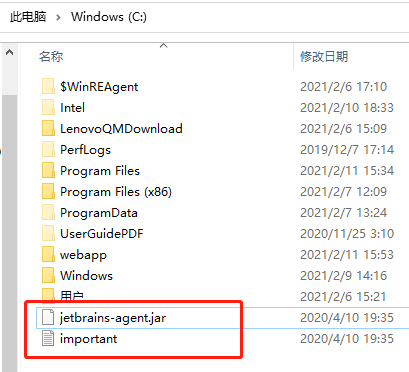 此电脑 > Windows (C:)
名称 修改日期
$WinREAgent 2021/2/6 17:10
Intel 2021/2/10 18:33
LenovoQMDownload 2021/2/6 15:09
PerfLogs 2019/12/7 17:14
Program Files 2021/2/11 15:34
Program Files (x86) 2021/2/7 12:09
ProgramData 2021/2/7 13:24
UserGuidePDF 2020/11/25 3:10
webapp 2021/2/11 15:53
Windows 2021/2/9 14:16
用户 2021/2/6 15:21
jetbrains-agent.jar 2020/4/10 19:35
important 2020/4/10 19:35